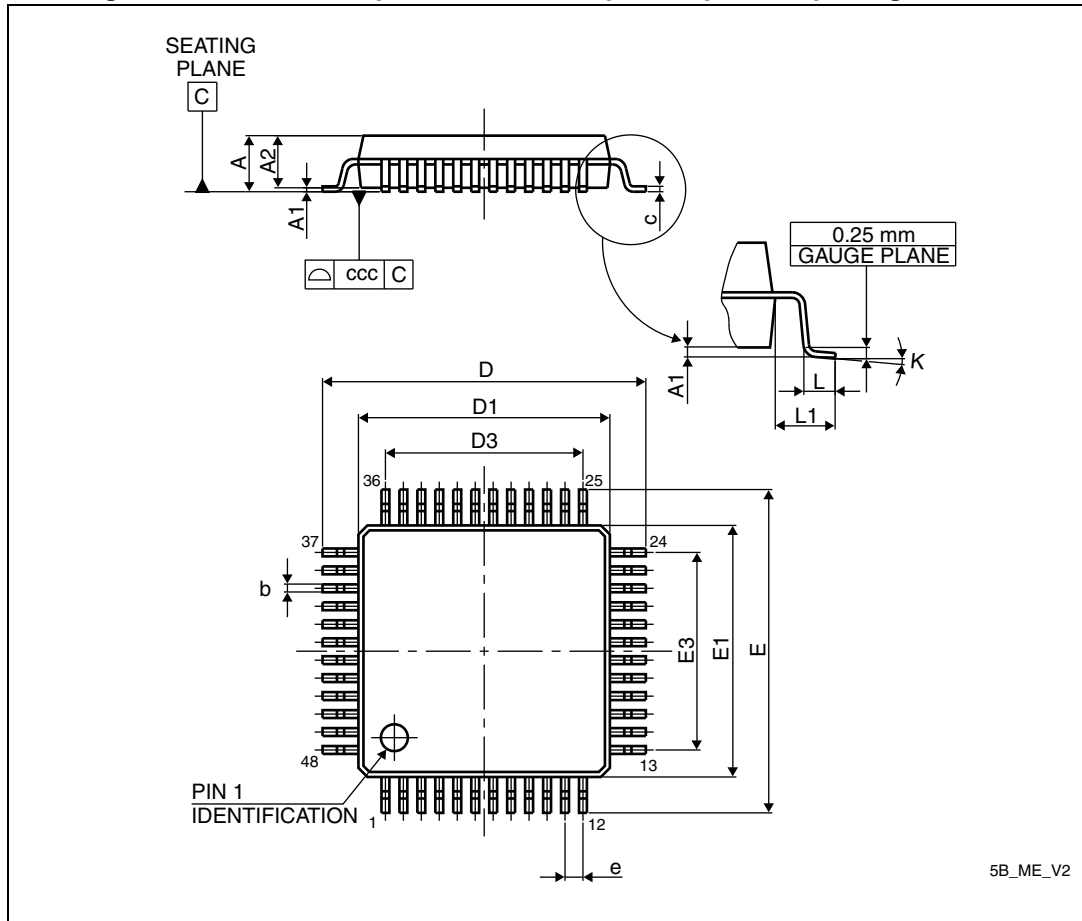 SEATING
PLANE
C
A
A2
A1
c
ccc C
0.25 mm
GAUGE PLANE
A1
K
L
L1
D
D1
D3
36
25
37
24
b
E3
E1
E
48
13
PIN 1
IDENTIFICATION
1
12
e
5B_ME_V2